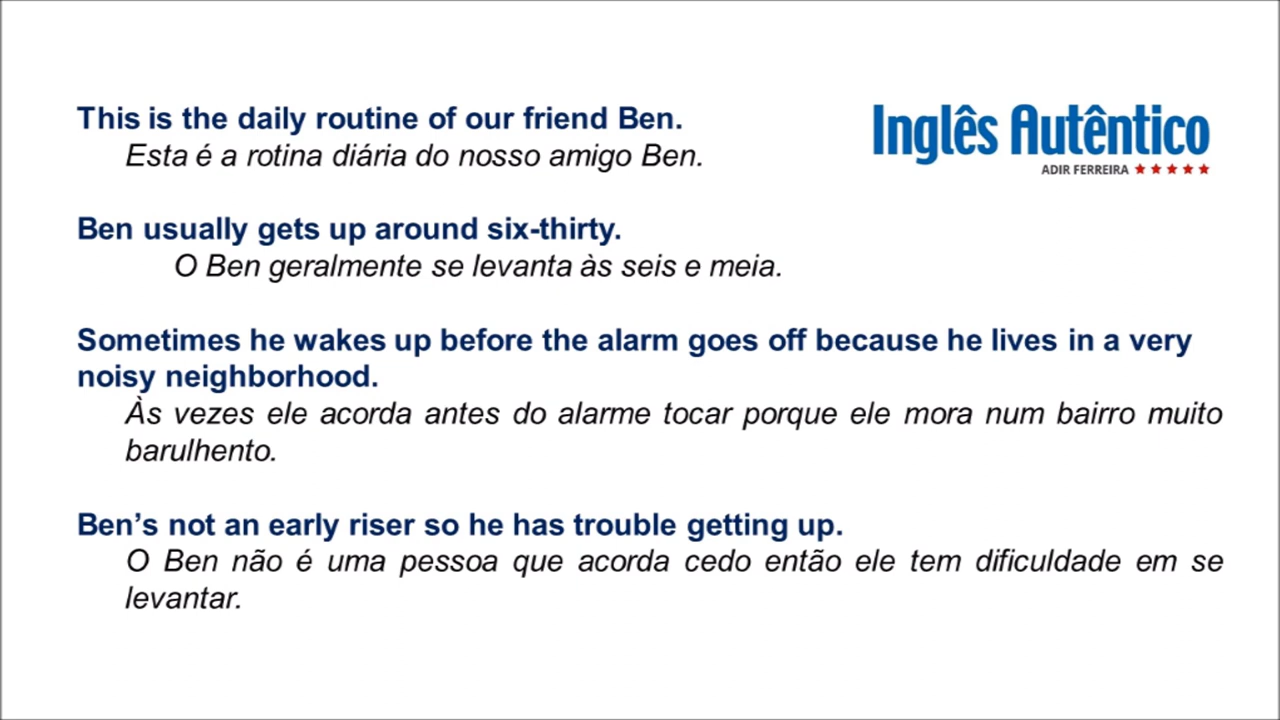 This is the daily routine of our friend Ben.
Esta é a rotina diária do nosso amigo Ben.
Inglês Autêntico
ADIR FERREIRA ★★★★★
Ben usually gets up around six-thirty.
O Ben geralmente se levanta às seis e meia.
Sometimes he wakes up before the alarm goes off because he lives in a very
noisy neighborhood.
Às vezes ele acorda antes do alarme tocar porque ele mora num bairro muito
barulhento.
Ben’s not an early riser so he has trouble getting up.
O Ben não é uma pessoa que acorda cedo então ele tem dificuldade em se
levantar.